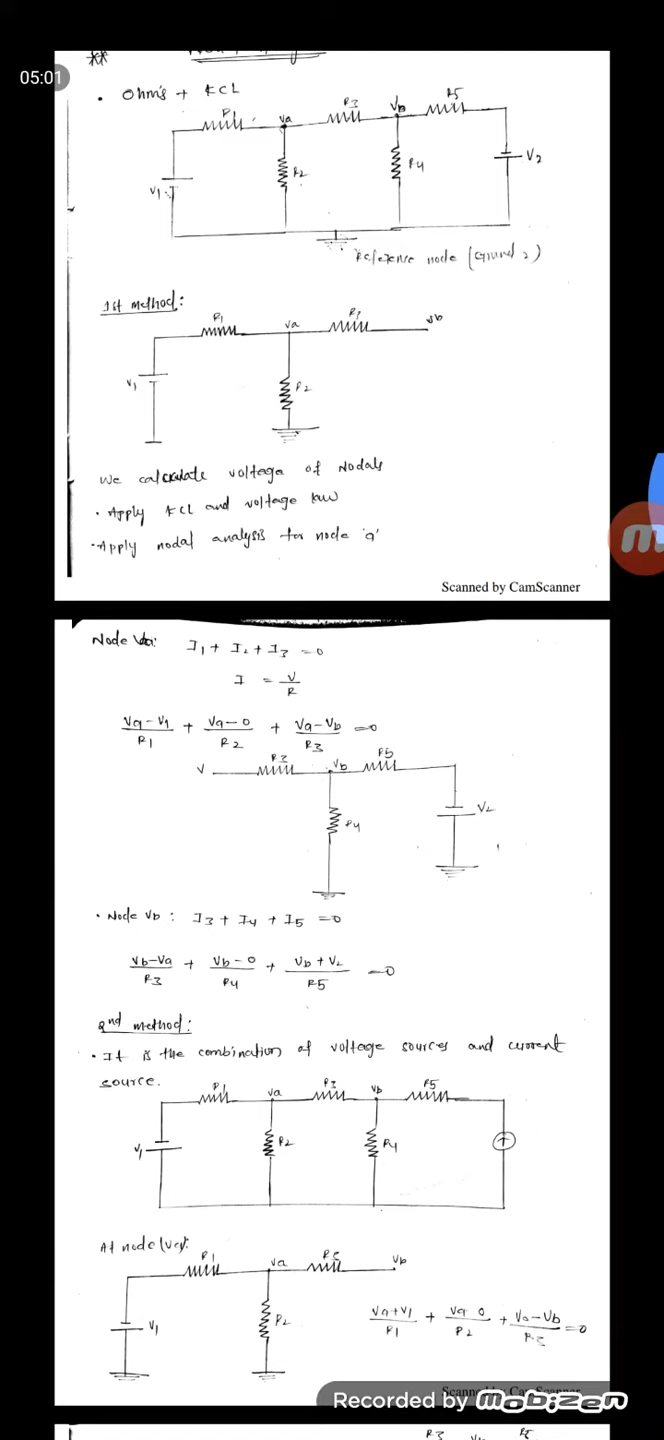 05:01
**
• Ohm's + KCL
R1 Va R3 Vb R5
R2 R4 V2
V1
Reference node (Ground)
1st method:
R1 Va Vb
V1 R2
We calculate voltage of Nodals
• Apply KCL and voltage law
• Apply nodal analysis for node 'a'
Scanned by CamScanner
Node Va: I1 + I2 + I3 = 0
I = V/R
Va-V1/R1 + Va-0/R2 + Va-Vb/R3 = 0
V R3 Vb R5
R4 V2
• Node Vb: I3 + I4 + I5 = 0
Vb-Va/R3 + Vb-0/R4 + Vb+V2/R5 = 0
2nd method:
• It is the combination of voltage sources and current
source.
R1 Va R3 Vb R5
V1 R2 R4
At node (Va):
R1 Va Vb
V1 R2
Va+V1/R1 + Va 0/R2 + Va-Vb/R3 = 0
Recorded by mobizen
R3